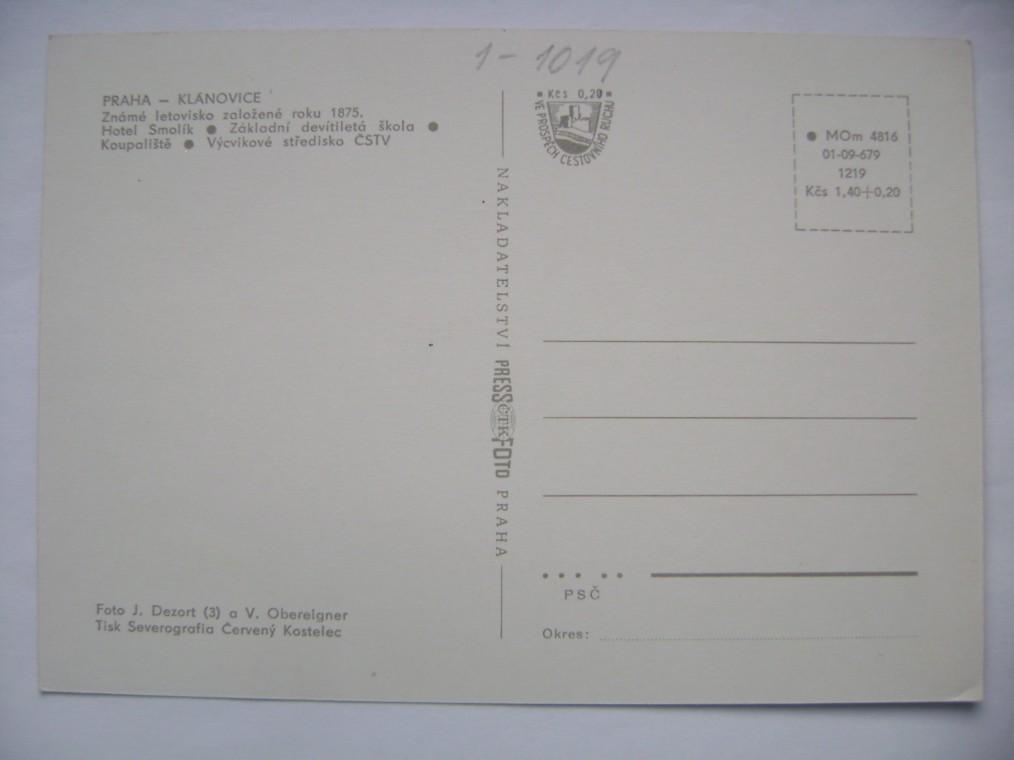 1 - 1019
PRAHA — KLÁNOVICE
Známé letovisko založené roku 1875.
Hotel Smolík ● Základní devítiletá škola ●
Koupaliště ● Výcvikové středisko ČSTV
Foto J. Dezort (3) a V. Obereigner
Tisk Severografia Červený Kostelec
NAKLADATELSTVÍ PRESSFOTO PRAHA
ČTK
Kčs 0,20
VE PROSPĚCH CESTOVNÍHO RUCHU
● MOm 4816
01-09-679
1219
Kčs 1,40+0,20
PSČ
Okres: